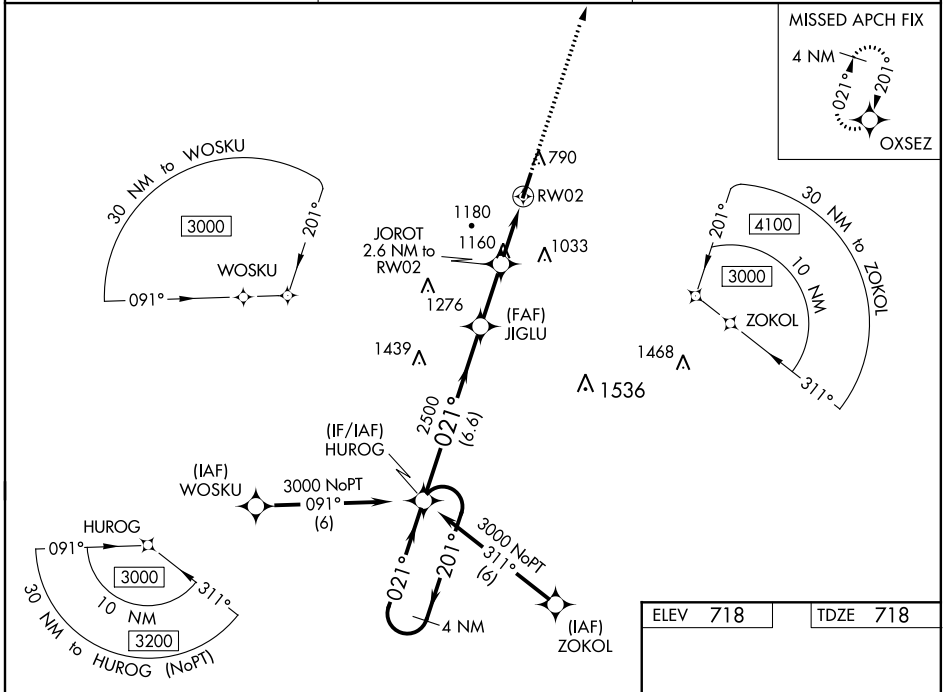 MISSED APCH FIX
4 NM
021°
201°
OXSEZ
790
RW02
30 NM to WOSKU
3000
201°
WOSKU
091°
1180
JOROT
2.6 NM to
RW02
1160
1033
1276
(FAF)
JIGLU
1439
30 NM to ZOKOL
4100
201°
10 NM
3000
ZOKOL
311°
1468
1536
2500
021°
(6.6)
(IF/IAF)
HUROG
(IAF)
WOSKU
3000 NoPT
091°
(6)
3000 NoPT
311°
(6)
021°
201°
4 NM
(IAF)
ZOKOL
HUROG
091°
311°
3000
10 NM
3200
30 NM to HUROG (NoPT)
ELEV 718
TDZE 718